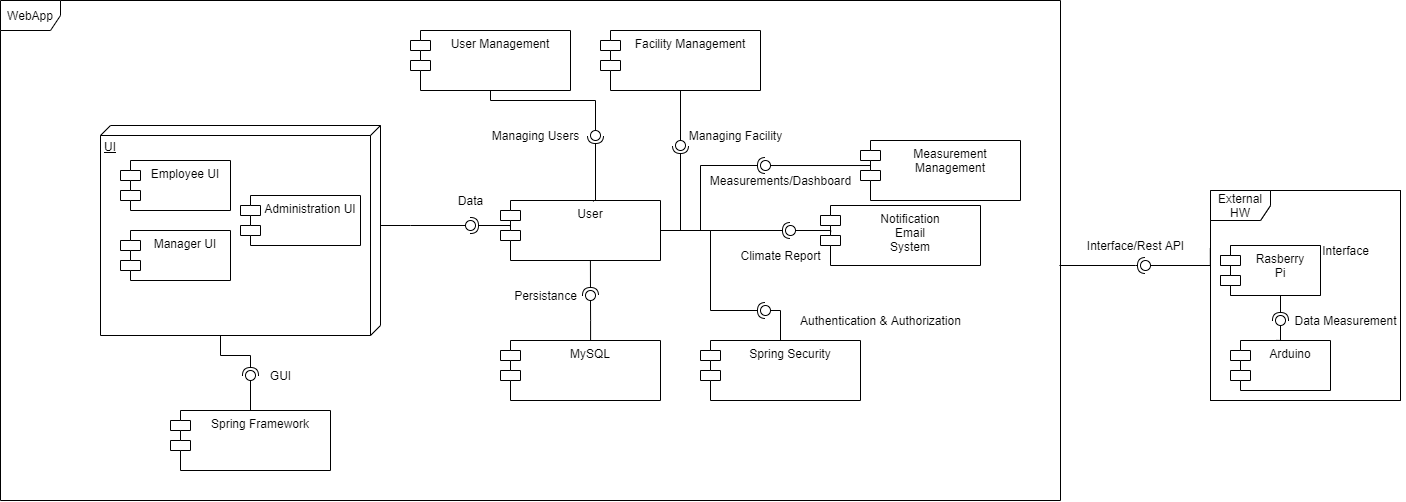 WebApp
User Management
Facility Management
Managing Users
Managing Facility
UI
Employee UI
Administration UI
Manager UI
Data
User
Measurement
Management
Measurements/Dashboard
Notification
Email
System
Climate Report
Persistance
Authentication & Authorization
MySQL
Spring Security
GUI
Spring Framework
Interface/Rest API
External
HW
Rasberry
Pi
Interface
Data Measurement
Arduino